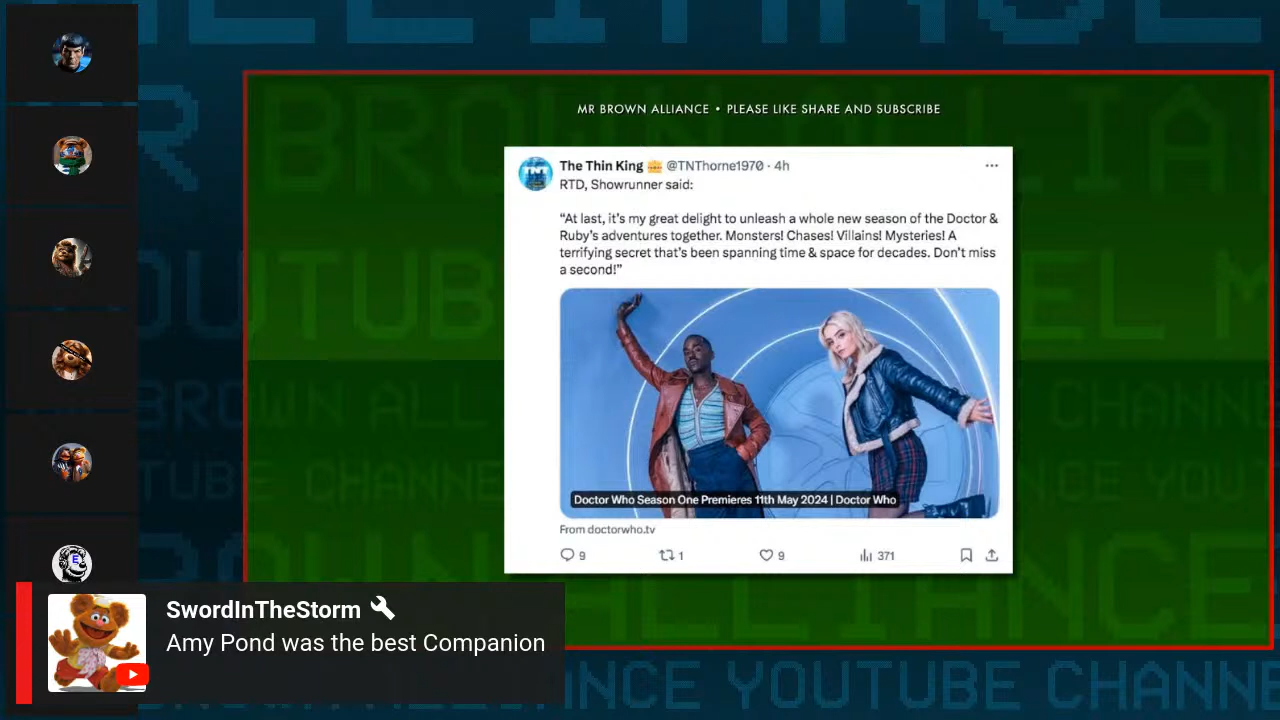 MR BROWN ALLIANCE • PLEASE LIKE SHARE AND SUBSCRIBE
The Thin King 👑 @TNThorne1970 · 4h
RTD, Showrunner said:
“At last, it’s my great delight to unleash a whole new season of the Doctor &
Ruby’s adventures together. Monsters! Chases! Villains! Mysteries! A
terrifying secret that’s been spanning time & space for decades. Don’t miss
a second!”
Doctor Who Season One Premieres 11th May 2024 | Doctor Who
From doctorwho.tv
9 1 9 371
SwordInTheStorm
Amy Pond was the best Companion
ALLIANCE YOUTUBE CHANNE